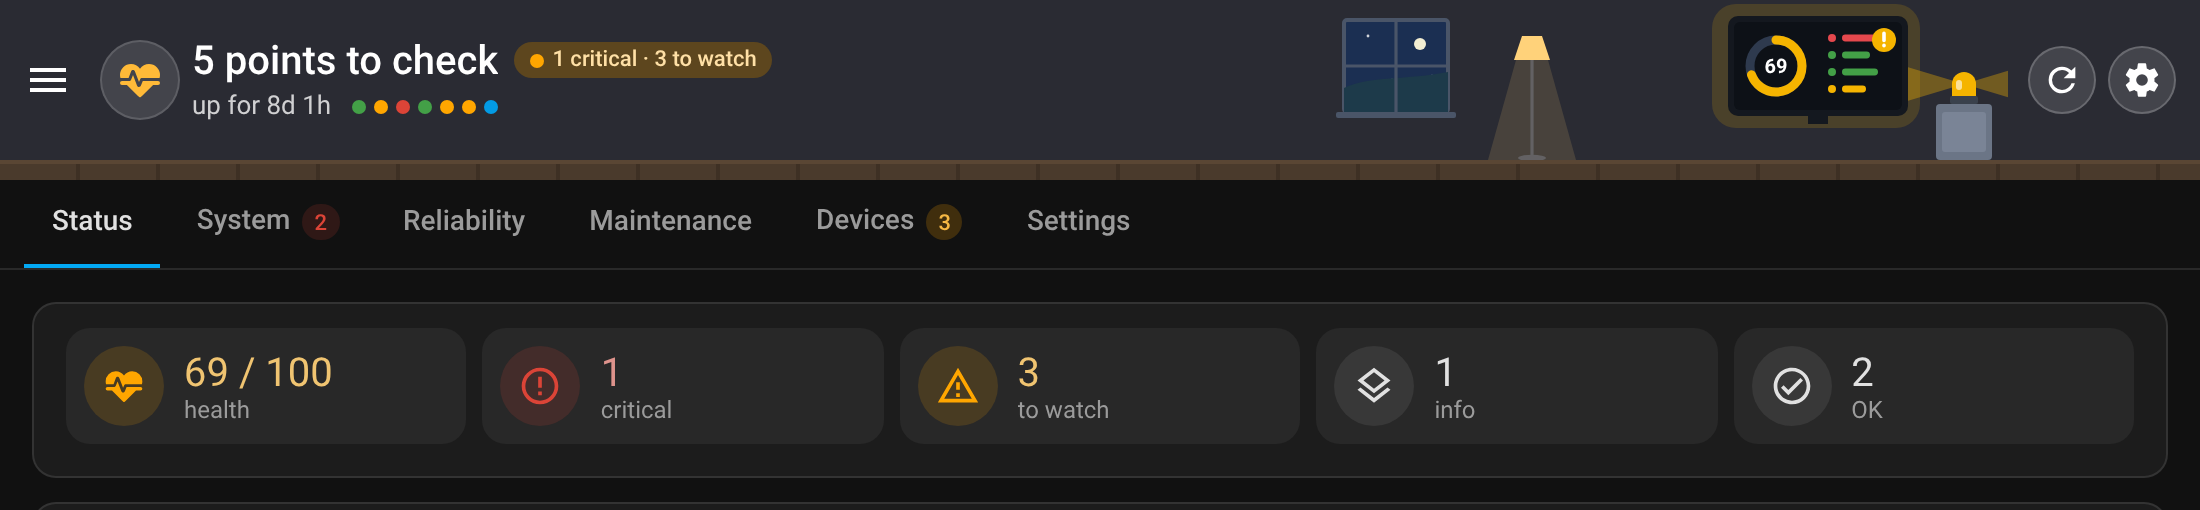 5 points to check
1 critical · 3 to watch
up for 8d 1h
69
Status
System 2
Reliability
Maintenance
Devices 3
Settings
69 / 100
health
1
critical
3
to watch
1
info
2
OK